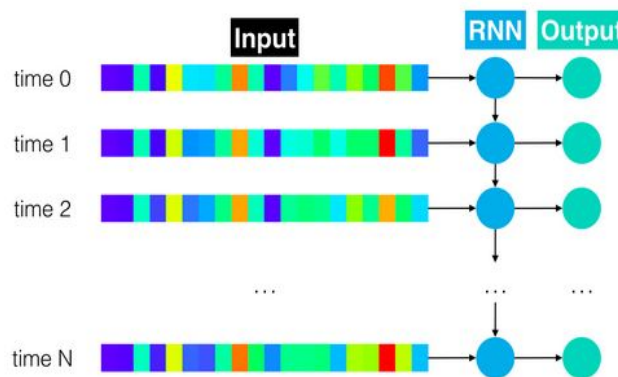 Input RNN Output
time 0
time 1
time 2
... ... ...
time N